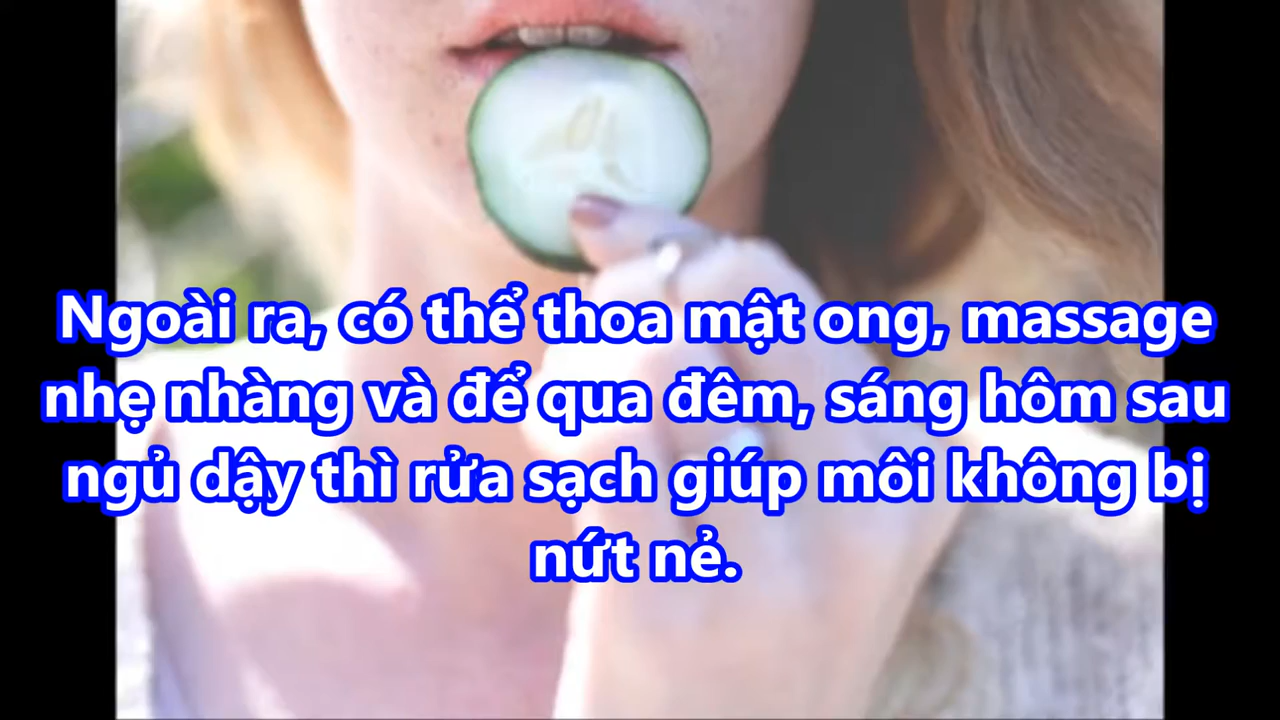 Ngoài ra, có thể thoa mật ong, massage
nhẹ nhàng và để qua đêm, sáng hôm sau
ngủ dậy thì rửa sạch giúp môi không bị
nứt nẻ.